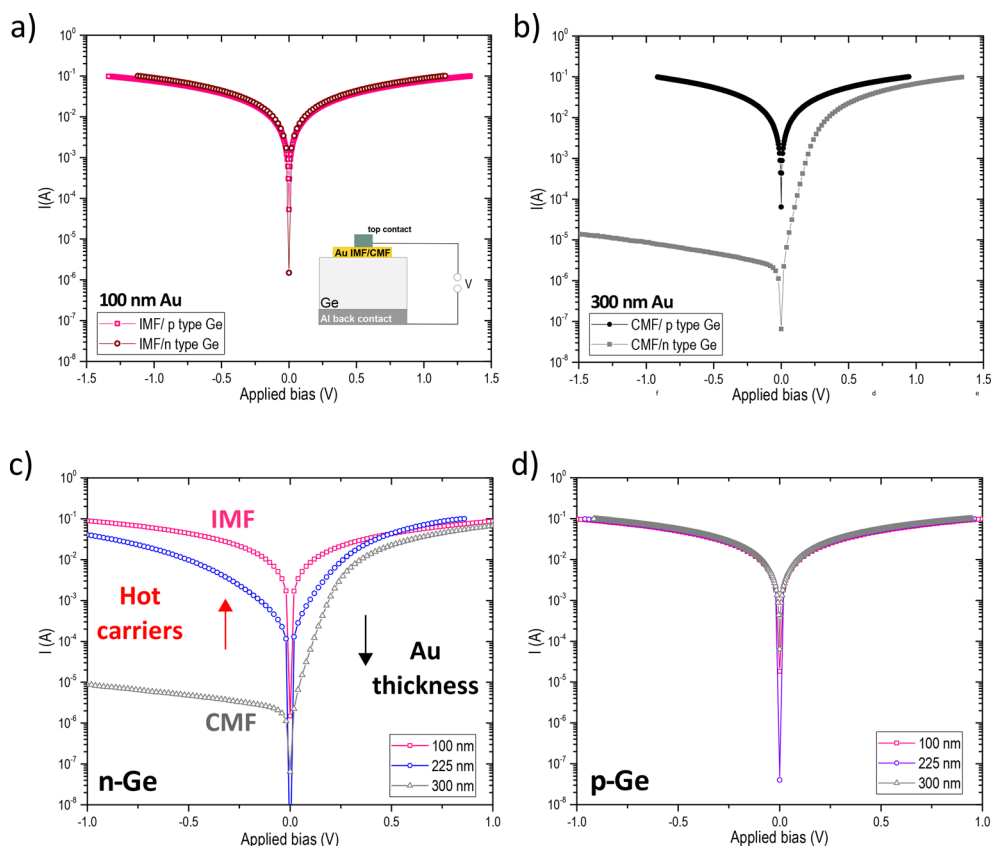 a)
10⁰
10⁻¹
10⁻²
10⁻³
10⁻⁴
10⁻⁵
10⁻⁶
10⁻⁷
10⁻⁸
I(A)
top contact
Au IMF/CMF
V
Ge
Al back contact
100 nm Au
IMF/ p type Ge
IMF/n type Ge
-1.5 -1.0 -0.5 0.0 0.5 1.0 1.5
Applied bias (V)
b)
10⁰
10⁻¹
10⁻²
10⁻³
10⁻⁴
10⁻⁵
10⁻⁶
10⁻⁷
10⁻⁸
I(A)
300 nm Au
CMF/ p type Ge
CMF/n type Ge
-1.5 -1.0 -0.5 0.0 0.5 1.0 1.5
Applied bias (V)
f d e
c)
10⁰
10⁻¹
10⁻²
10⁻³
10⁻⁴
10⁻⁵
10⁻⁶
10⁻⁷
10⁻⁸
I (A)
IMF
Hot
carriers
Au
thickness
CMF
n-Ge
100 nm
225 nm
300 nm
-1.0 -0.5 0.0 0.5 1.0
Applied bias (V)
d)
10⁰
10⁻¹
10⁻²
10⁻³
10⁻⁴
10⁻⁵
10⁻⁶
10⁻⁷
10⁻⁸
I (A)
p-Ge
100 nm
225 nm
300 nm
-1.0 -0.5 0.0 0.5 1.0
Applied bias (V)